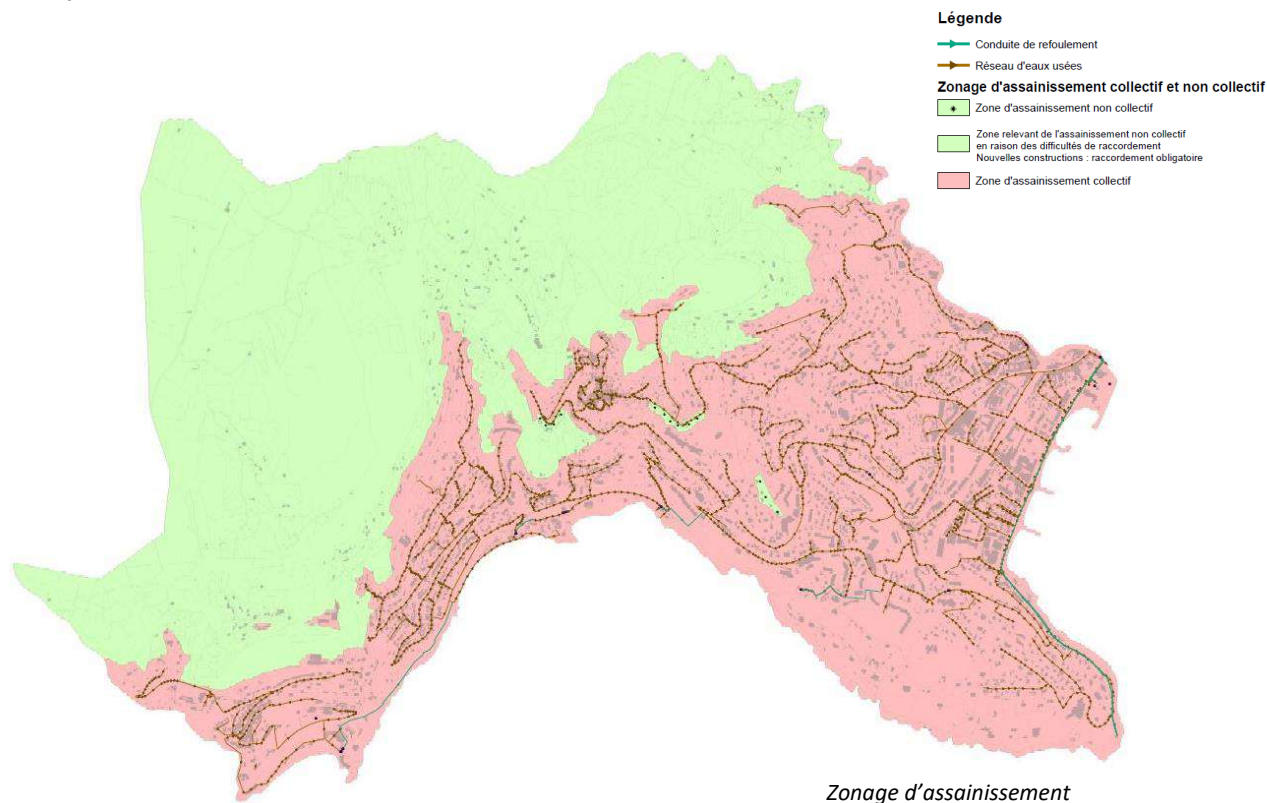 Légende
Conduite de refoulement
Réseau d'eaux usées
Zonage d'assainissement collectif et non collectif
Zone d'assainissement non collectif
Zone relevant de l'assainissement non collectif
en raison des difficultés de raccordement
Nouvelles constructions : raccordement obligatoire
Zone d'assainissement collectif
Zonage d'assainissement